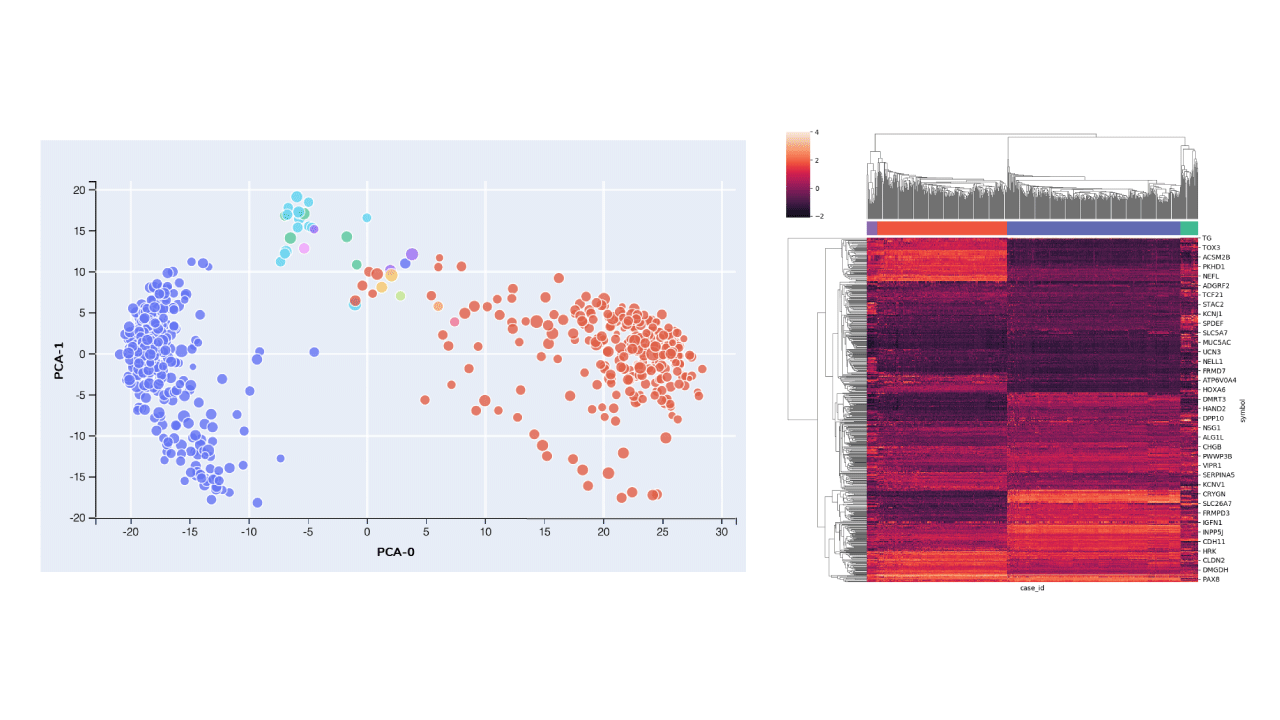 20
15
10
5
0
-5
-10
-15
-20
PCA-1
-20 -15 -10 -5 0 5 10 15 20 25 30
PCA-0
4
2
0
−2
TG
TOX3
ACSM2B
PKHD1
NEFL
ADGRF2
TCF21
STAC2
KCNJ1
SPDEF
SLC5A7
MUC5AC
UCN3
NELL1
FRMD7
ATP6V0A4
HOXA6
DMRT3
HAND2
DPP10
NSG1
ALG1L
CHGB
PWWP3B
VIPR1
SERPINA5
KCNV1
CRYGN
SLC26A7
FRMPD3
IGFN1
INPP5J
CDH11
HRK
CLDN2
DMGDH
PAX8
symbol
case_id